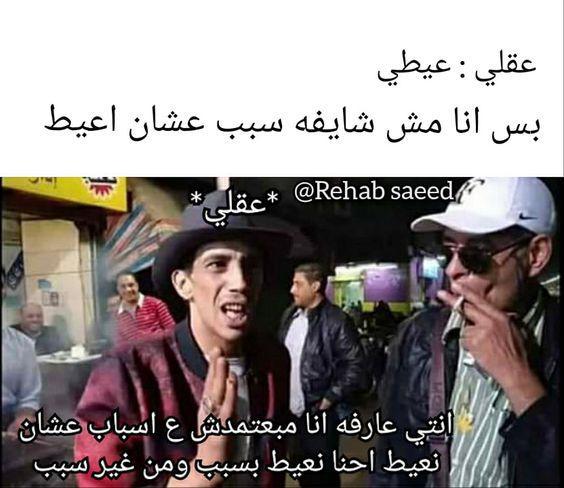 عقلي : عيطي
بس انا مش شايفه سبب عشان اعيط
@Rehab saeed
*عقلي*
انتي عارفه انا مبعتمدش ع اسباب عشان
نعيط احنا نعيط بسبب ومن غير سبب